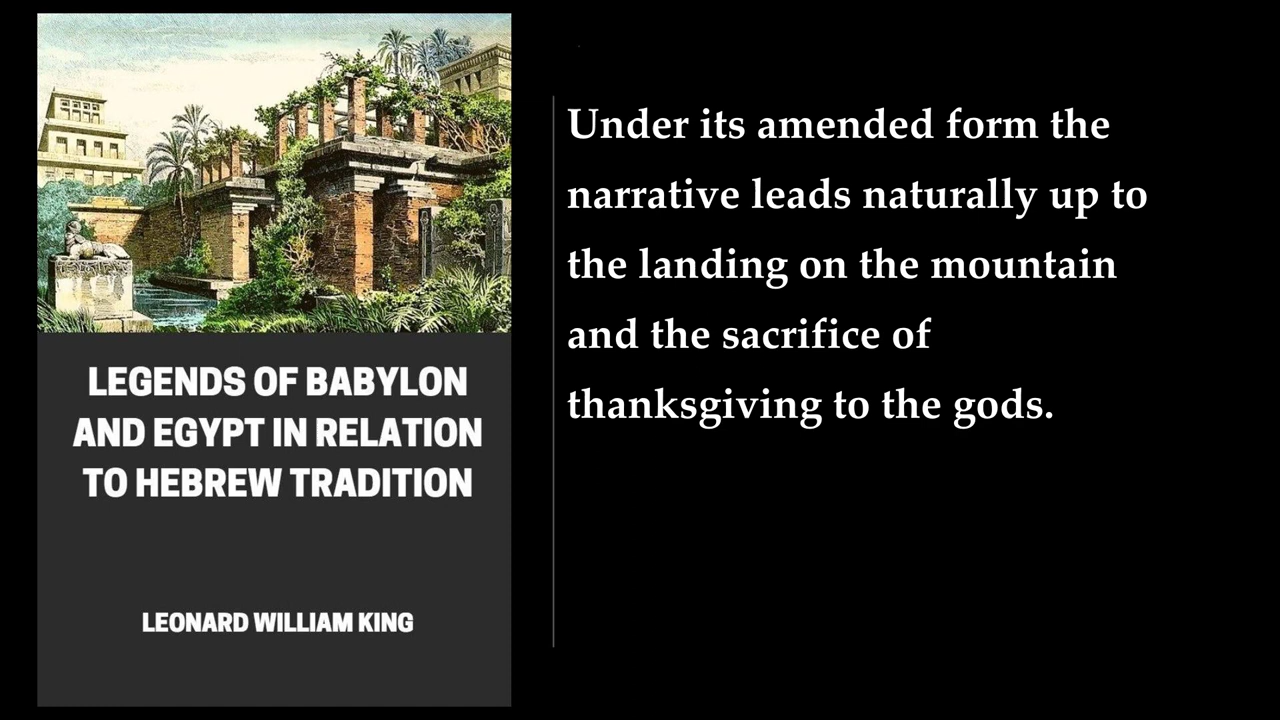 LEGENDS OF BABYLON
AND EGYPT IN RELATION
TO HEBREW TRADITION
LEONARD WILLIAM KING
Under its amended form the
narrative leads naturally up to
the landing on the mountain
and the sacrifice of
thanksgiving to the gods.